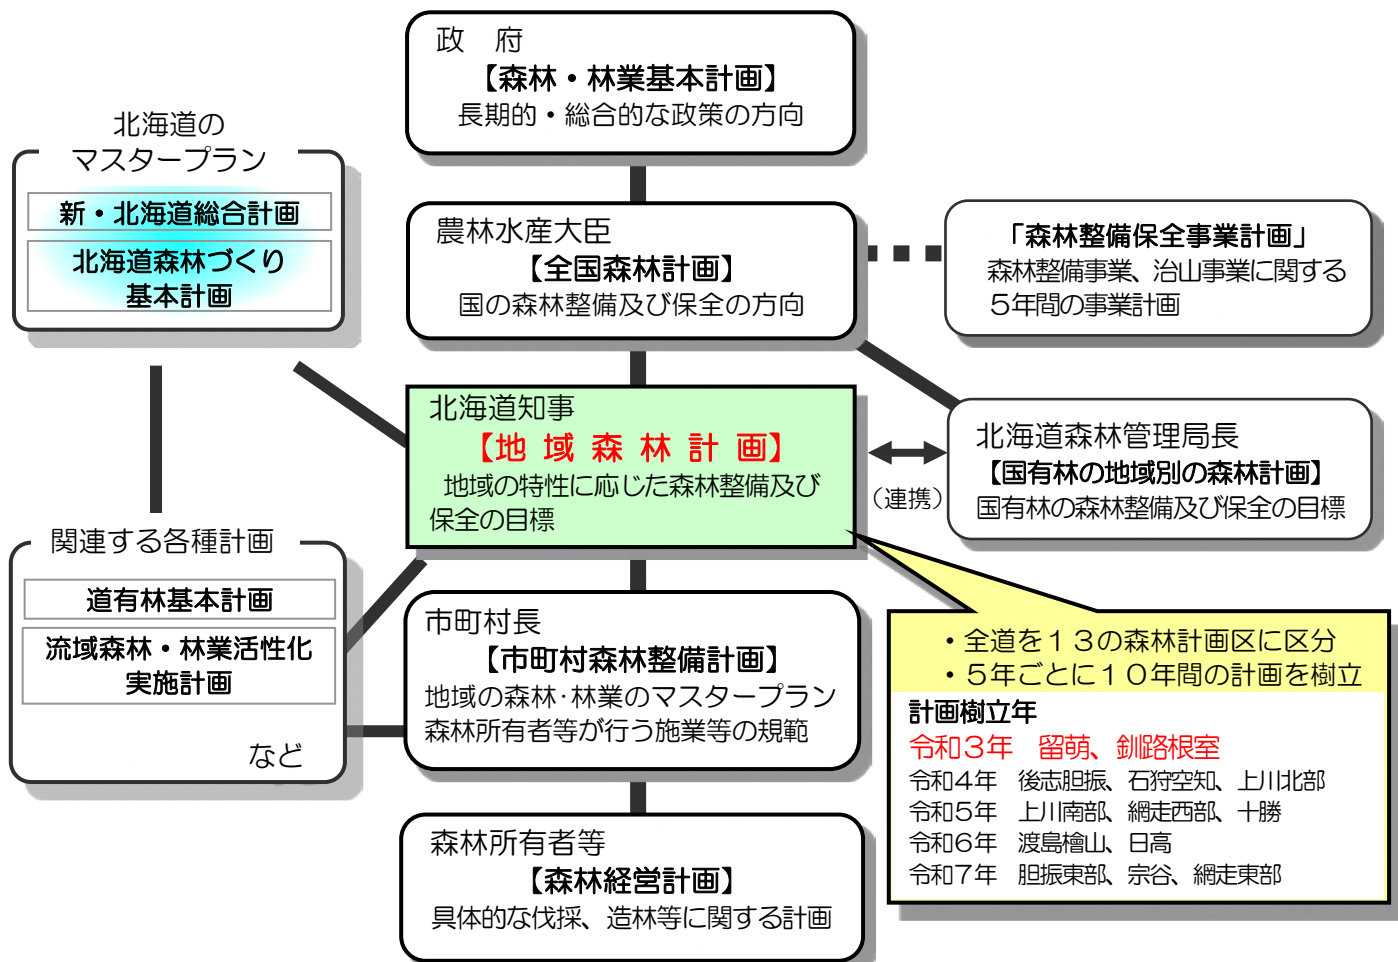 政　府
【森林・林業基本計画】
長期的・総合的な政策の方向
北海道の
マスタープラン
新・北海道総合計画
北海道森林づくり
基本計画
農林水産大臣
【全国森林計画】
国の森林整備及び保全の方向
「森林整備保全事業計画」
森林整備事業、治山事業に関する
５年間の事業計画
北海道知事
【地 域 森 林 計 画】
地域の特性に応じた森林整備及び
保全の目標
（連携）
北海道森林管理局長
【国有林の地域別の森林計画】
国有林の森林整備及び保全の目標
関連する各種計画
道有林基本計画
流域森林・林業活性化
実施計画
など
市町村長
【市町村森林整備計画】
地域の森林・林業のマスタープラン
森林所有者等が行う施業等の規範
・全道を１３の森林計画区に区分
・５年ごとに１０年間の計画を樹立
計画樹立年
令和３年　留萌、釧路根室
令和４年　後志胆振、石狩空知、上川北部
令和５年　上川南部、網走西部、十勝
令和６年　渡島檜山、日高
令和７年　胆振東部、宗谷、網走東部
森林所有者等
【森林経営計画】
具体的な伐採、造林等に関する計画